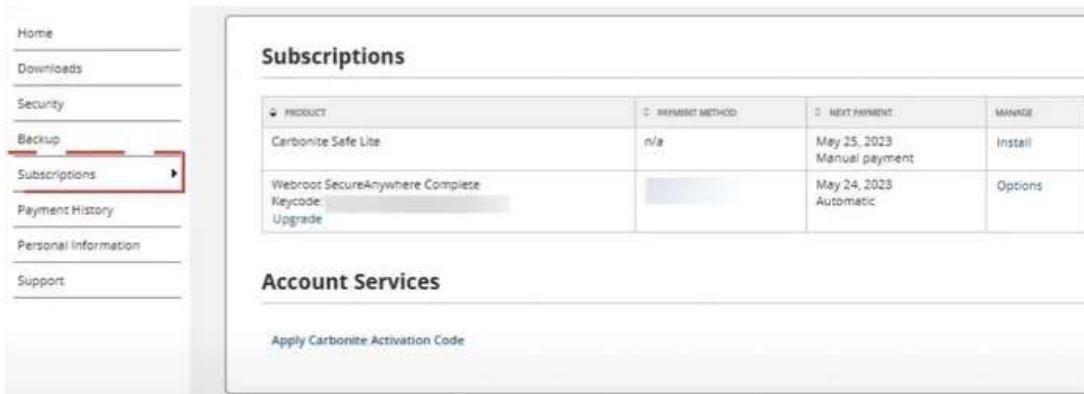 Home
Downloads
Security
Backup
Subscriptions
Payment History
Personal Information
Support
Subscriptions
PRODUCT PAYMENT METHOD NEXT PAYMENT MANAGE
Carbonite Safe Lite n/a May 25, 2023 Install
Manual payment
Webroot SecureAnywhere Complete May 24, 2023 Options
Keycode: Automatic
Upgrade
Account Services
Apply Carbonite Activation Code